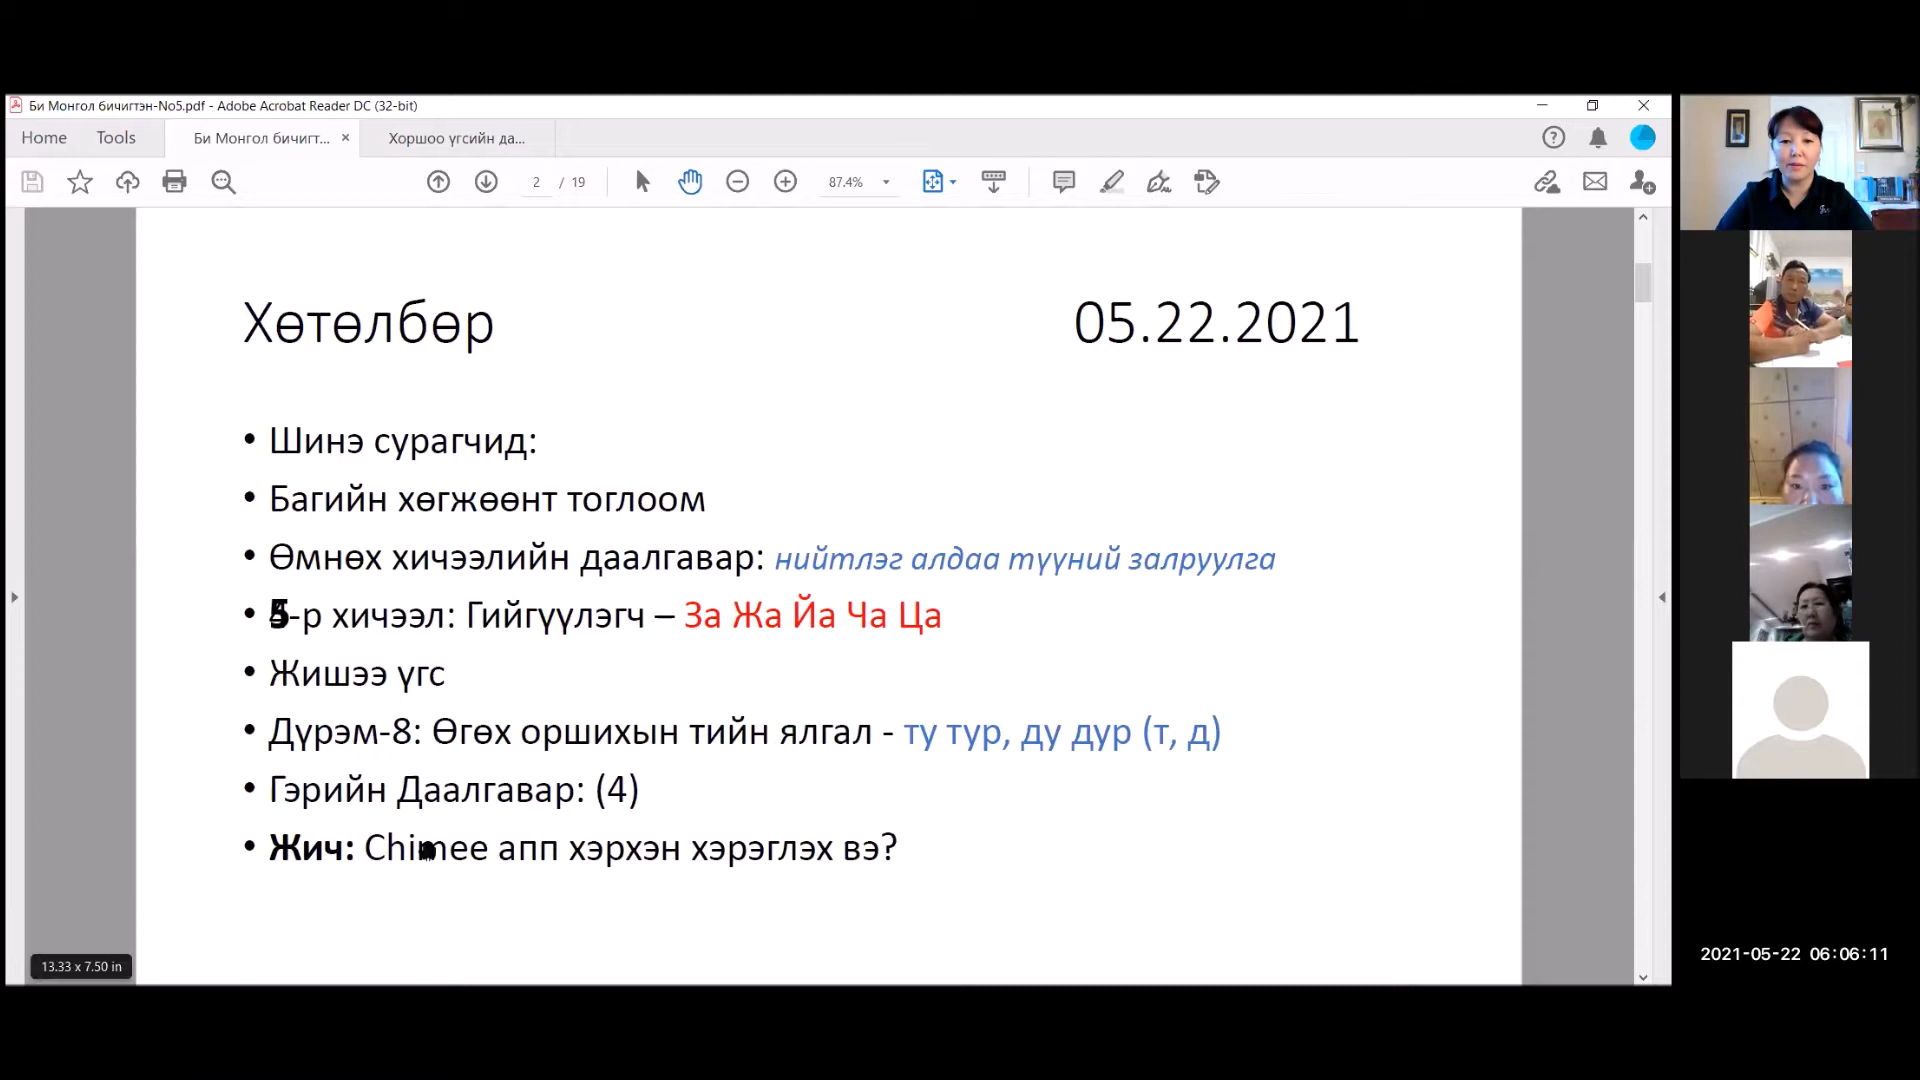 Би Монгол бичигтэн-No5.pdf - Adobe Acrobat Reader DC (32-bit)
Home Tools Би Монгол бичигт... Хоршоо үгсийн да...
2 / 19 87.4%
Хөтөлбөр 05.22.2021
• Шинэ сурагчид:
• Багийн хөгжөөнт тоглоом
• Өмнөх хичээлийн даалгавар: нийтлэг алдаа түүний залруулга
• 5-р хичээл: Гийгүүлэгч – За Жа Йа Ча Ца
• Жишээ үгс
• Дүрэм-8: Өгөх оршихын тийн ялгал - ту тур, ду дур (т, д)
• Гэрийн Даалгавар: (4)
• Жич: Chimee апп хэрхэн хэрэглэх вэ?
13.33 x 7.50 in
2021-05-22 06:06:11